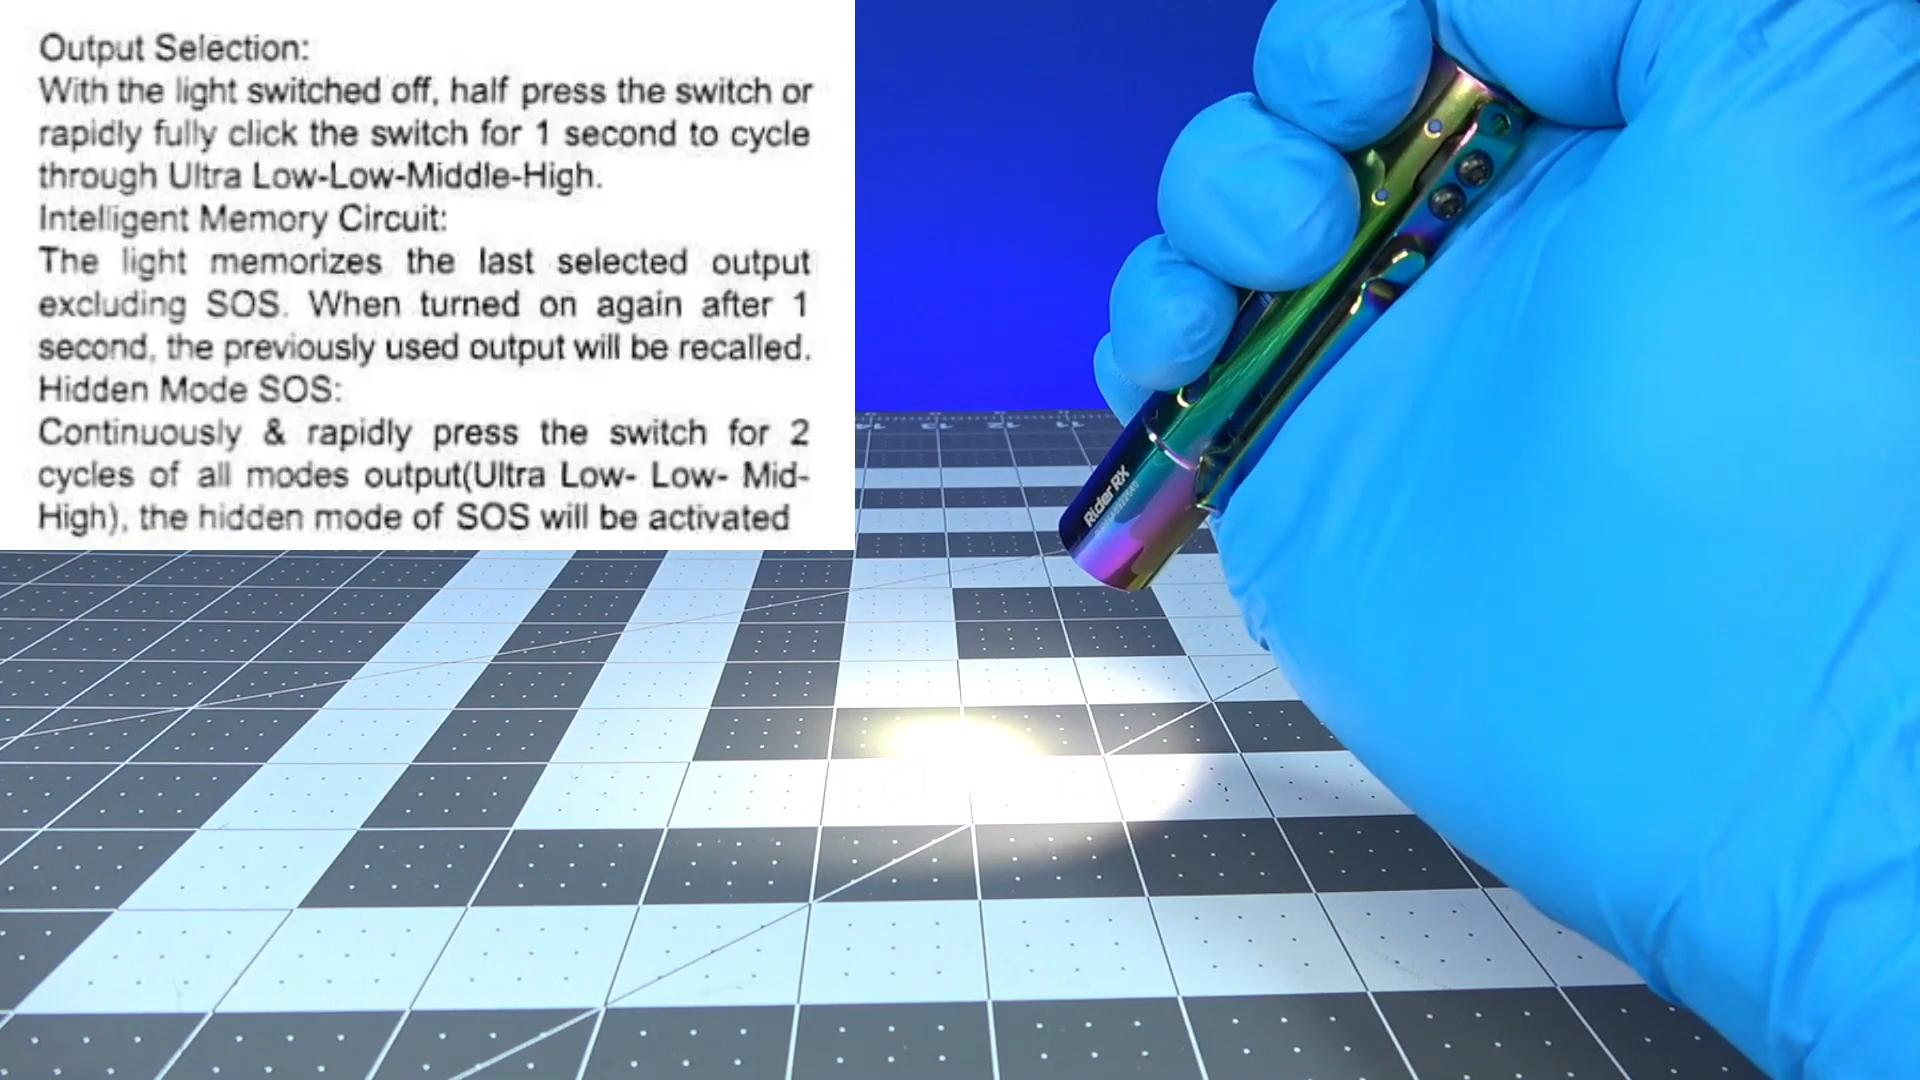 Output Selection:
With the light switched off, half press the switch or
rapidly fully click the switch for 1 second to cycle
through Ultra Low-Low-Middle-High.
Intelligent Memory Circuit:
The light memorizes the last selected output
excluding SOS. When turned on again after 1
second, the previously used output will be recalled.
Hidden Mode SOS:
Continuously & rapidly press the switch for 2
cycles of all modes output(Ultra Low- Low- Mid-
High), the hidden mode of SOS will be activated
14 13 12 11
Rider RX